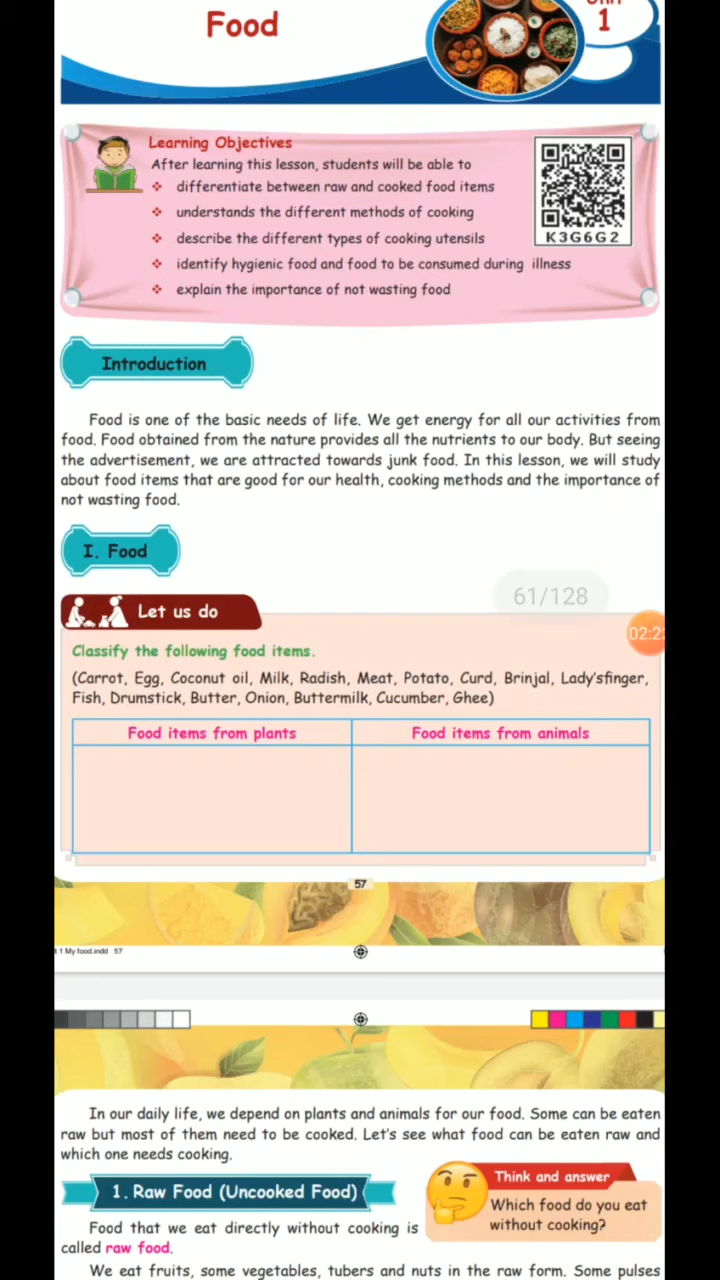 Food
1
Learning Objectives
After learning this lesson, students will be able to
❖ differentiate between raw and cooked food items
❖ understands the different methods of cooking
❖ describe the different types of cooking utensils
❖ identify hygienic food and food to be consumed during illness
❖ explain the importance of not wasting food
K3G6G2
Introduction
Food is one of the basic needs of life. We get energy for all our activities from
food. Food obtained from the nature provides all the nutrients to our body. But seeing
the advertisement, we are attracted towards junk food. In this lesson, we will study
about food items that are good for our health, cooking methods and the importance of
not wasting food.
I. Food
61/128
Let us do
Classify the following food items.
(Carrot, Egg, Coconut oil, Milk, Radish, Meat, Potato, Curd, Brinjal, Lady'sfinger,
Fish, Drumstick, Butter, Onion, Buttermilk, Cucumber, Ghee)
Food items from plants
Food items from animals
57
1 My food.indd 57
In our daily life, we depend on plants and animals for our food. Some can be eaten
raw but most of them need to be cooked. Let's see what food can be eaten raw and
which one needs cooking.
1. Raw Food (Uncooked Food)
Think and answer
Which food do you eat
without cooking?
Food that we eat directly without cooking is
called raw food.
We eat fruits, some vegetables, tubers and nuts in the raw form. Some pulses